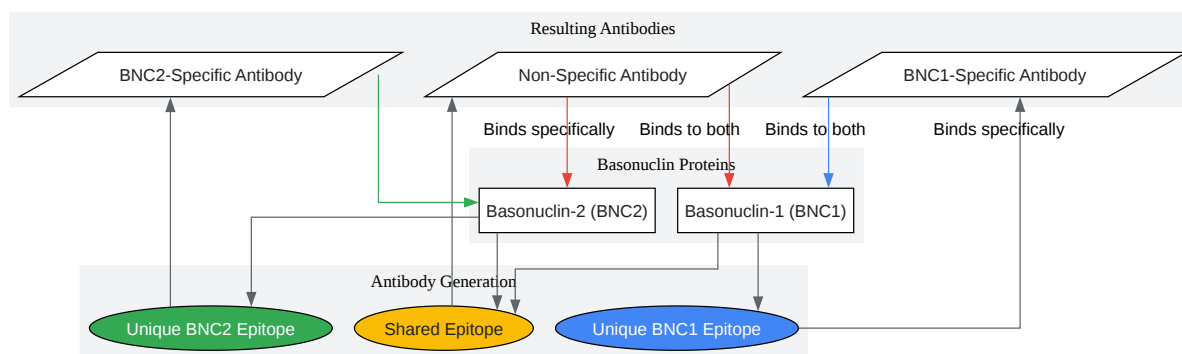 Resulting Antibodies
BNC2-Specific Antibody
Non-Specific Antibody
BNC1-Specific Antibody
Binds specifically
Binds to both
Binds to both
Binds specifically
Basonuclin Proteins
Basonuclin-2 (BNC2)
Basonuclin-1 (BNC1)
Antibody Generation
Unique BNC2 Epitope
Shared Epitope
Unique BNC1 Epitope